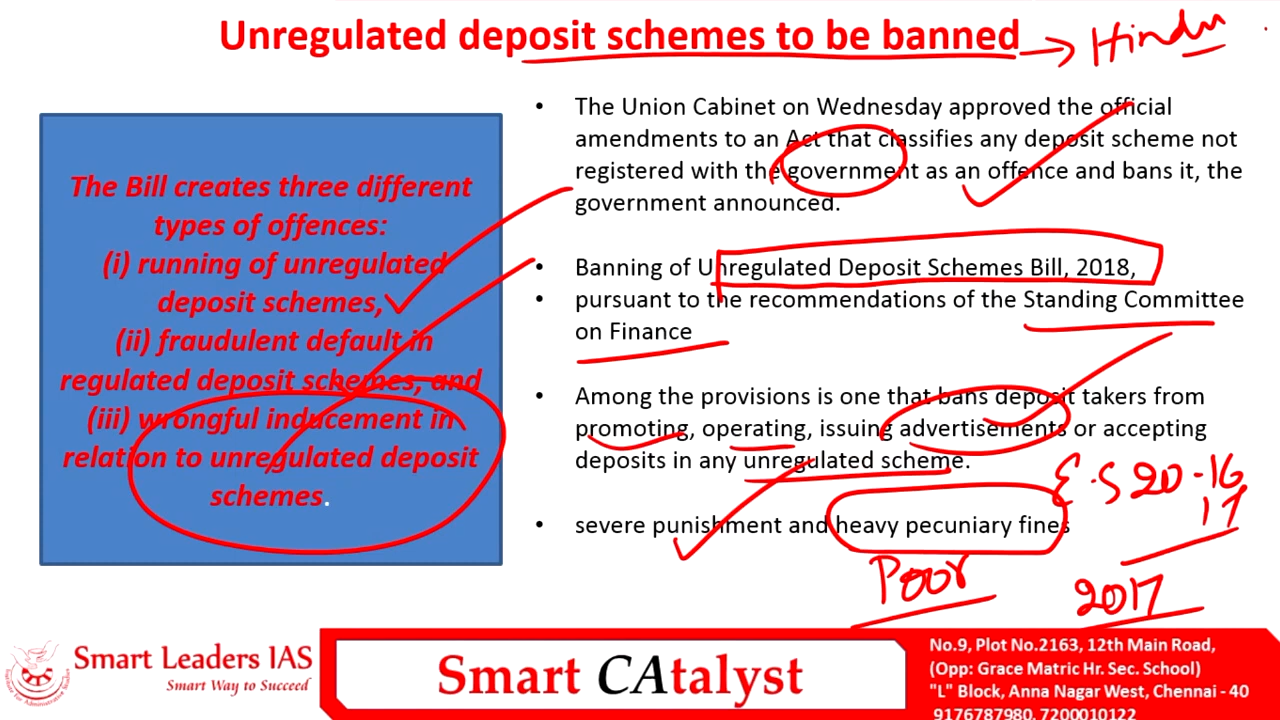 Unregulated deposit schemes to be banned
Hindu
The Bill creates three different
types of offences:
(i) running of unregulated
deposit schemes,
(ii) fraudulent default in
regulated deposit schemes, and
(iii) wrongful inducement in
relation to unregulated deposit
schemes.
• The Union Cabinet on Wednesday approved the official
amendments to an Act that classifies any deposit scheme not
registered with the government as an offence and bans it, the
government announced.
• Banning of Unregulated Deposit Schemes Bill, 2018,
• pursuant to the recommendations of the Standing Committee
on Finance
• Among the provisions is one that bans deposit takers from
promoting, operating, issuing advertisements or accepting
deposits in any unregulated scheme.
• severe punishment and heavy pecuniary fines
E.S 20-16
17
Poor
2017
Smart Leaders IAS
Smart Way to Succeed
Smart CAtalyst
No.9, Plot No.2163, 12th Main Road,
(Opp: Grace Matric Hr. Sec. School)
"L" Block, Anna Nagar West, Chennai - 40
9176787980, 7200010122